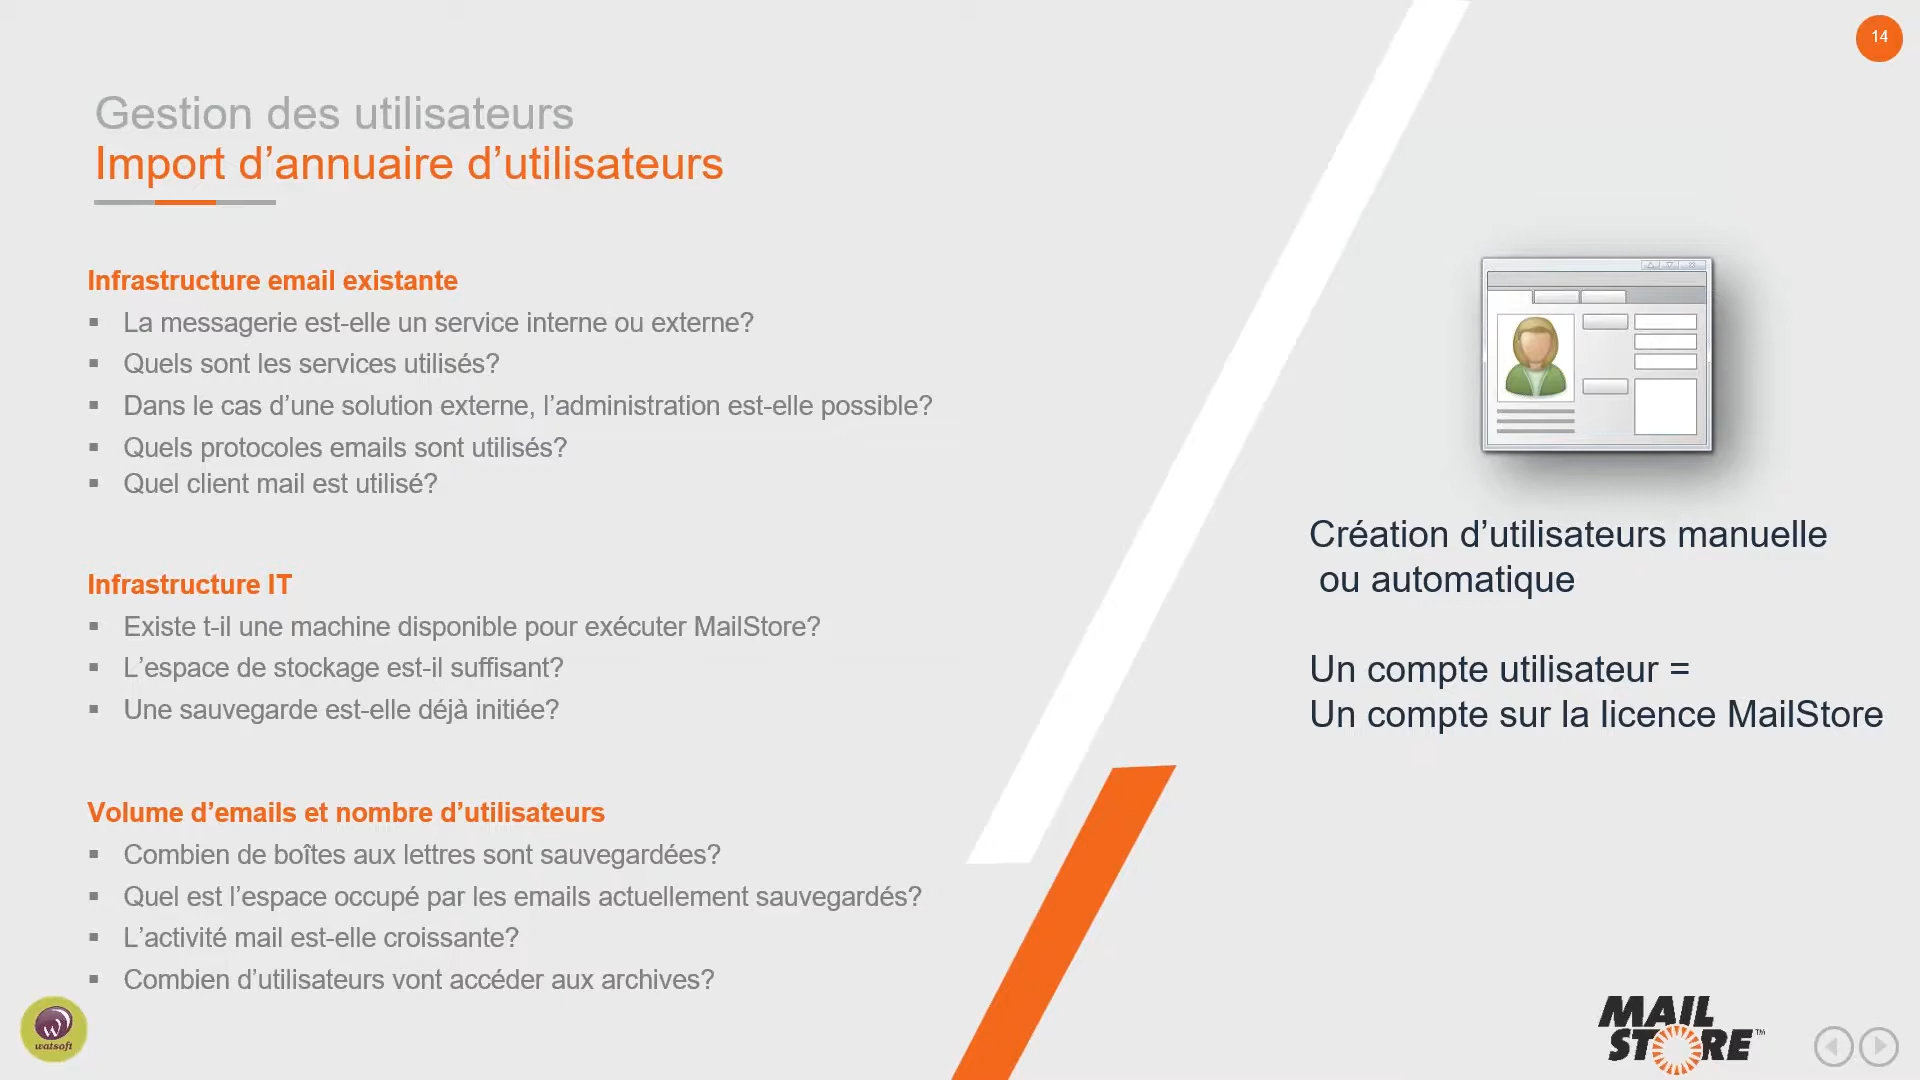 14
Gestion des utilisateurs
Import d’annuaire d’utilisateurs
Infrastructure email existante
▪ La messagerie est-elle un service interne ou externe?
▪ Quels sont les services utilisés?
▪ Dans le cas d’une solution externe, l’administration est-elle possible?
▪ Quels protocoles emails sont utilisés?
▪ Quel client mail est utilisé?
Infrastructure IT
▪ Existe t-il une machine disponible pour exécuter MailStore?
▪ L’espace de stockage est-il suffisant?
▪ Une sauvegarde est-elle déjà initiée?
Volume d’emails et nombre d’utilisateurs
▪ Combien de boîtes aux lettres sont sauvegardées?
▪ Quel est l’espace occupé par les emails actuellement sauvegardés?
▪ L’activité mail est-elle croissante?
▪ Combien d’utilisateurs vont accéder aux archives?
Création d’utilisateurs manuelle
ou automatique
Un compte utilisateur =
Un compte sur la licence MailStore
W
watsoft
MAIL
STORE™